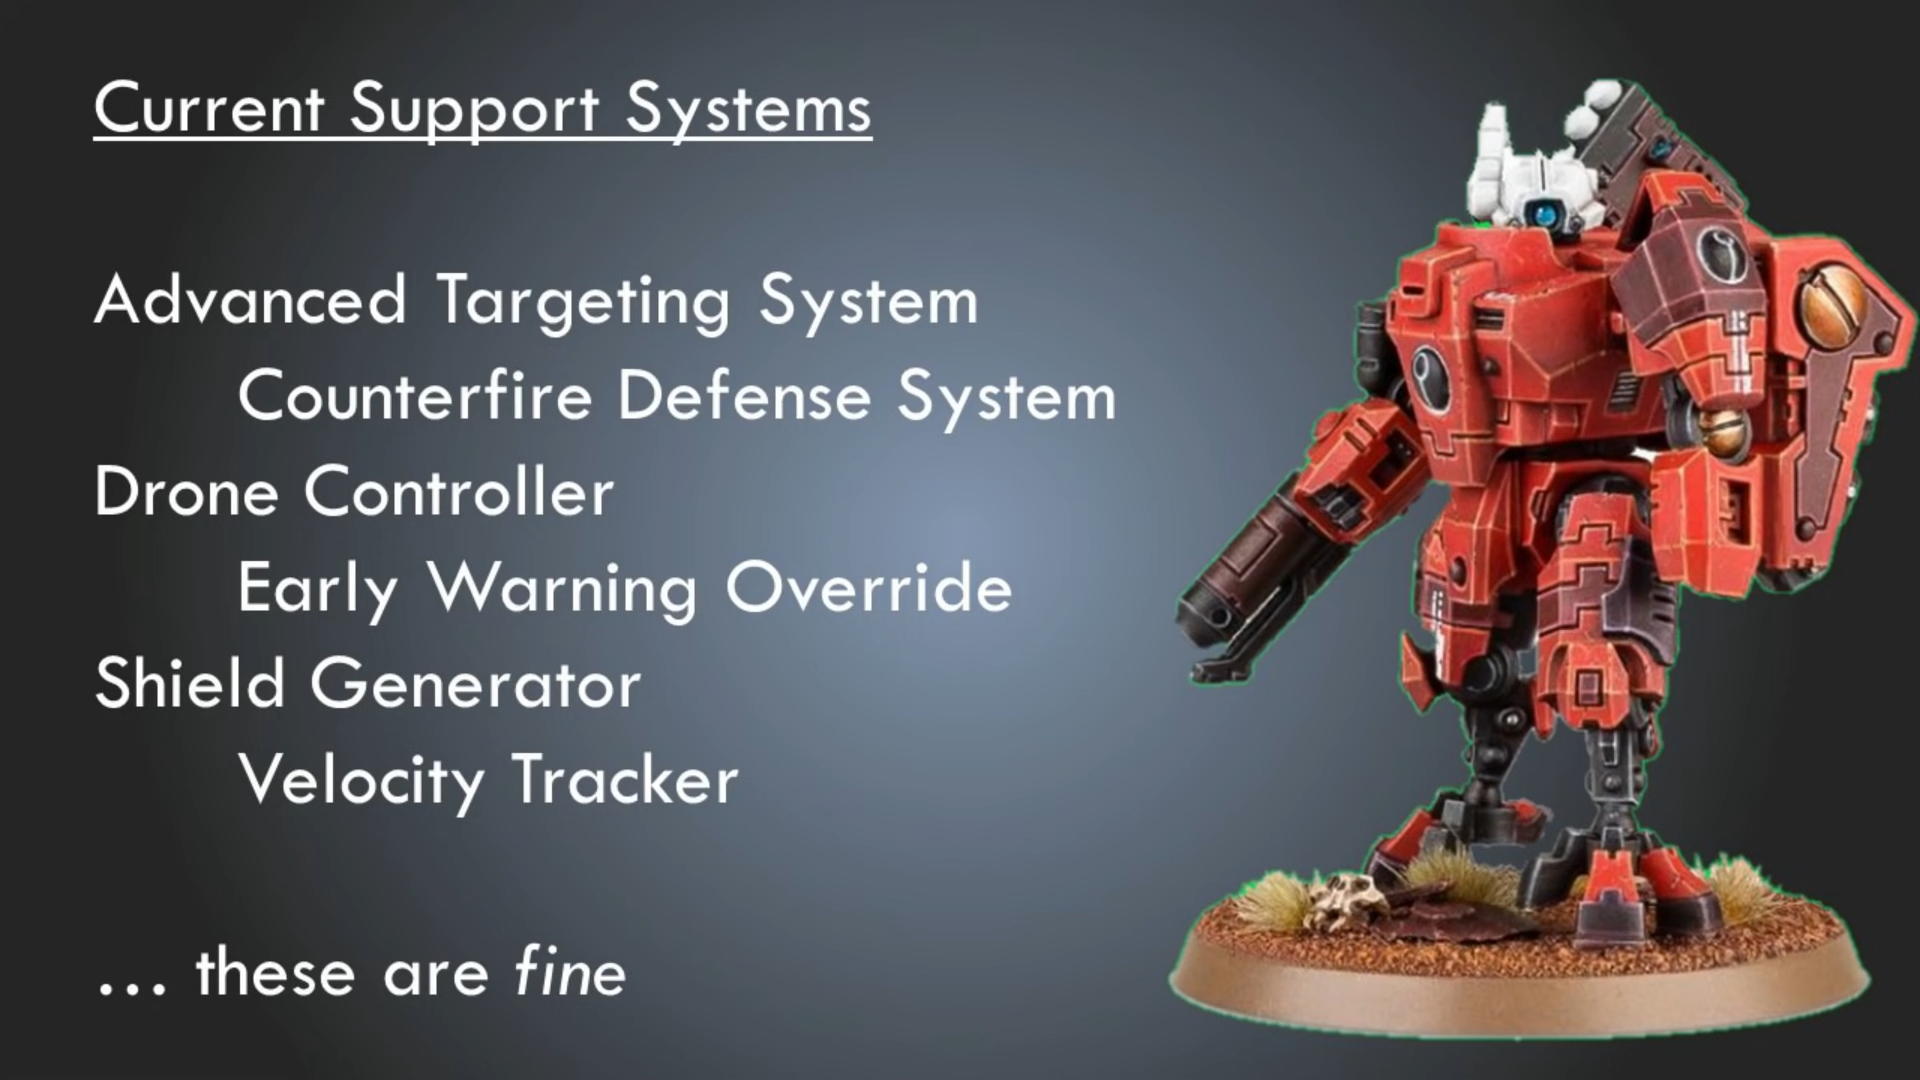 Current Support Systems
Advanced Targeting System
Counterfire Defense System
Drone Controller
Early Warning Override
Shield Generator
Velocity Tracker
... these are fine